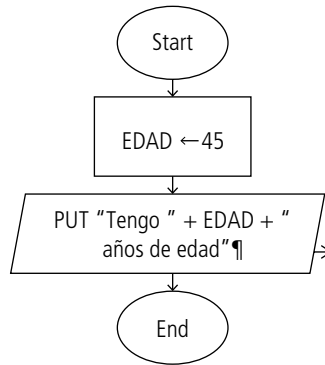 Start
EDAD ←45
PUT “Tengo ” + EDAD + “
años de edad”¶
End